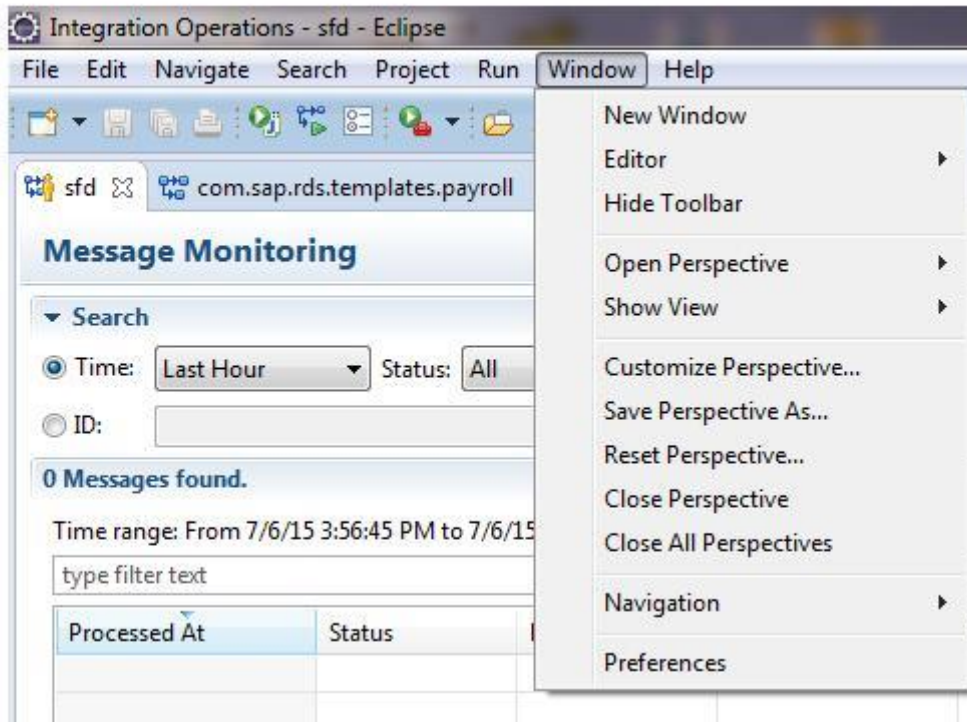 Integration Operations - sfd - Eclipse
File Edit Navigate Search Project Run Window Help
New Window
Editor
Hide Toolbar
Open Perspective
Show View
Customize Perspective...
Save Perspective As...
Reset Perspective...
Close Perspective
Close All Perspectives
Navigation
Preferences
sfd com.sap.rds.templates.payroll
Message Monitoring
Search
Time: Last Hour Status: All
ID:
0 Messages found.
Time range: From 7/6/15 3:56:45 PM to 7/6/15
type filter text
Processed At Status